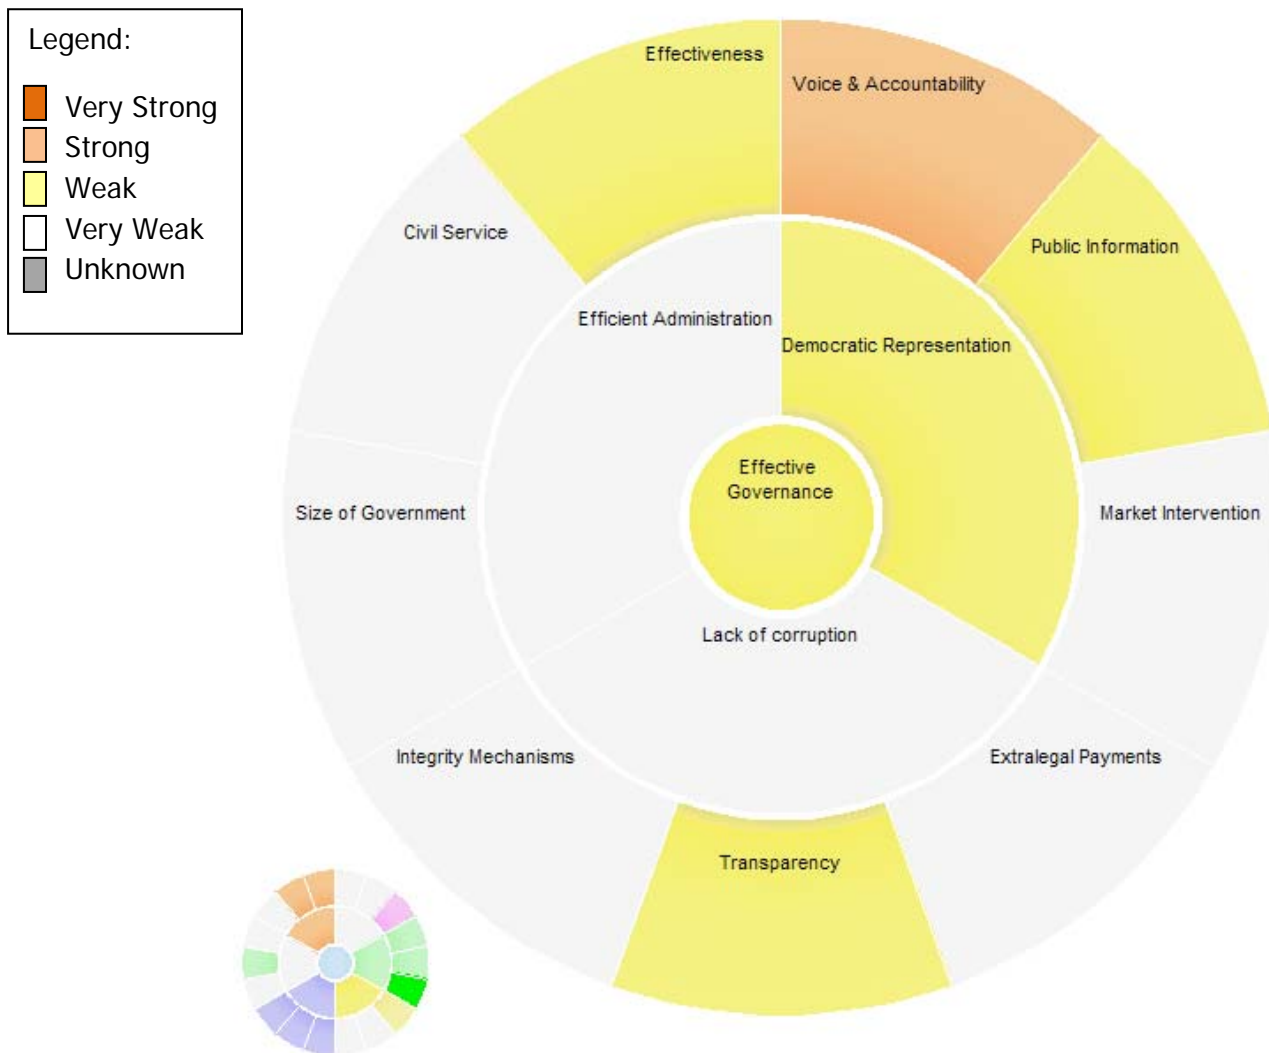 Legend:
Very Strong
Strong
Weak
Very Weak
Unknown
Effectiveness
Voice & Accountability
Civil Service
Public Information
Efficient Administration
Democratic Representation
Effective
Governance
Size of Government
Market Intervention
Lack of corruption
Integrity Mechanisms
Extralegal Payments
Transparency